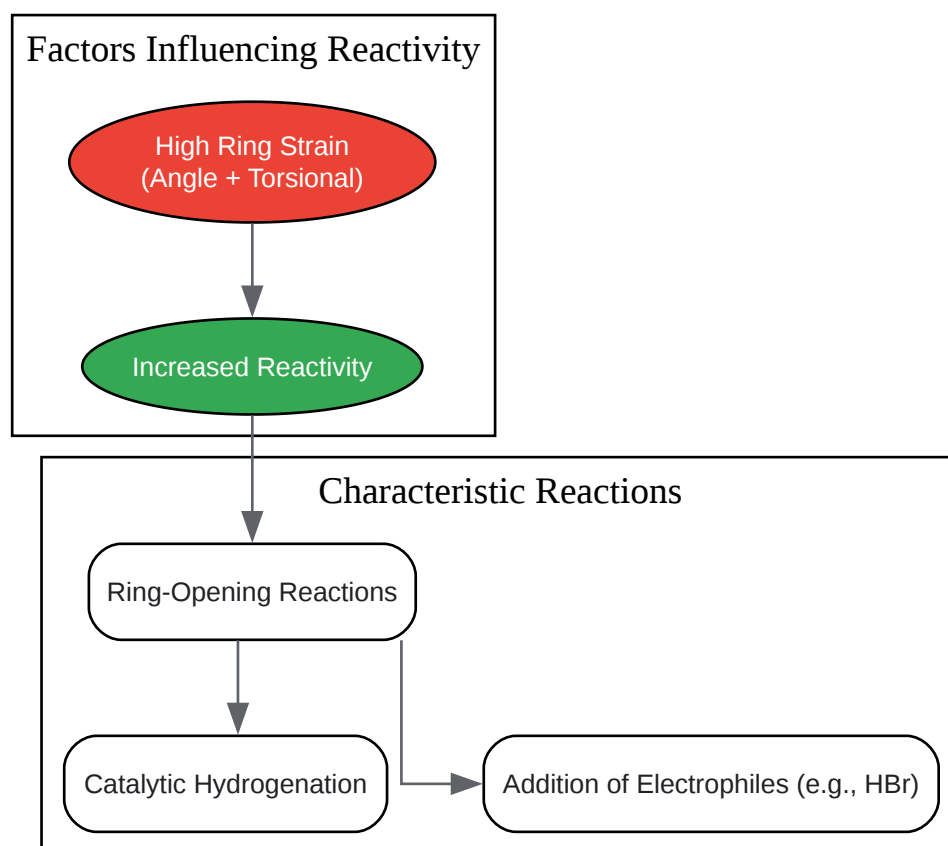 Factors Influencing Reactivity
High Ring Strain
(Angle + Torsional)
Increased Reactivity
Characteristic Reactions
Ring-Opening Reactions
Catalytic Hydrogenation
Addition of Electrophiles (e.g., HBr)